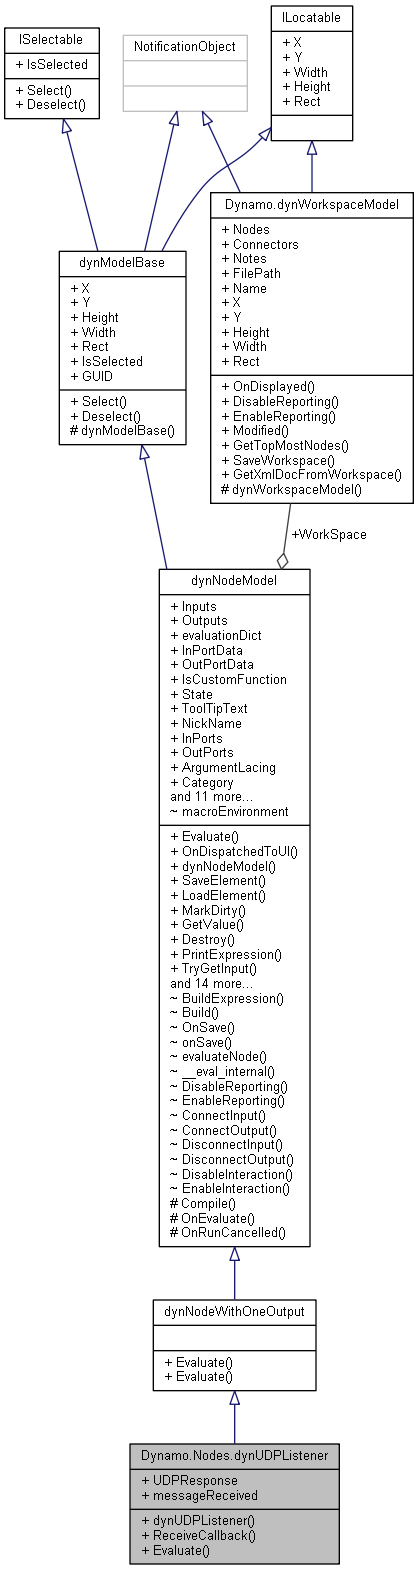 ISelectable
+ IsSelected
+ Select()
+ Deselect()
NotificationObject
ILocatable
+ X
+ Y
+ Width
+ Height
+ Rect
Dynamo.dynWorkspaceModel
+ Nodes
+ Connectors
+ Notes
+ FilePath
+ Name
+ X
+ Y
+ Height
+ Width
+ Rect
+ OnDisplayed()
+ DisableReporting()
+ EnableReporting()
+ Modified()
+ GetTopMostNodes()
+ SaveWorkspace()
+ GetXmlDocFromWorkspace()
# dynWorkspaceModel()
dynModelBase
+ X
+ Y
+ Height
+ Width
+ Rect
+ IsSelected
+ GUID
+ Select()
+ Deselect()
# dynModelBase()
+WorkSpace
dynNodeModel
+ Inputs
+ Outputs
+ evaluationDict
+ InPortData
+ OutPortData
+ IsCustomFunction
+ State
+ ToolTipText
+ NickName
+ InPorts
+ OutPorts
+ ArgumentLacing
+ Category
and 11 more...
~ macroEnvironment
+ Evaluate()
+ OnDispatchedToUI()
+ dynNodeModel()
+ SaveElement()
+ LoadElement()
+ MarkDirty()
+ GetValue()
+ Destroy()
+ PrintExpression()
+ TryGetInput()
and 14 more...
~ BuildExpression()
~ Build()
~ OnSave()
~ onSave()
~ evaluateNode()
~ __eval_internal()
~ DisableReporting()
~ EnableReporting()
~ ConnectInput()
~ ConnectOutput()
~ DisconnectInput()
~ DisconnectOutput()
~ DisableInteraction()
~ EnableInteraction()
# Compile()
# OnEvaluate()
# OnRunCancelled()
dynNodeWithOneOutput
+ Evaluate()
+ Evaluate()
Dynamo.Nodes.dynUDPListener
+ UDPResponse
+ messageReceived
+ dynUDPListener()
+ ReceiveCallback()
+ Evaluate()